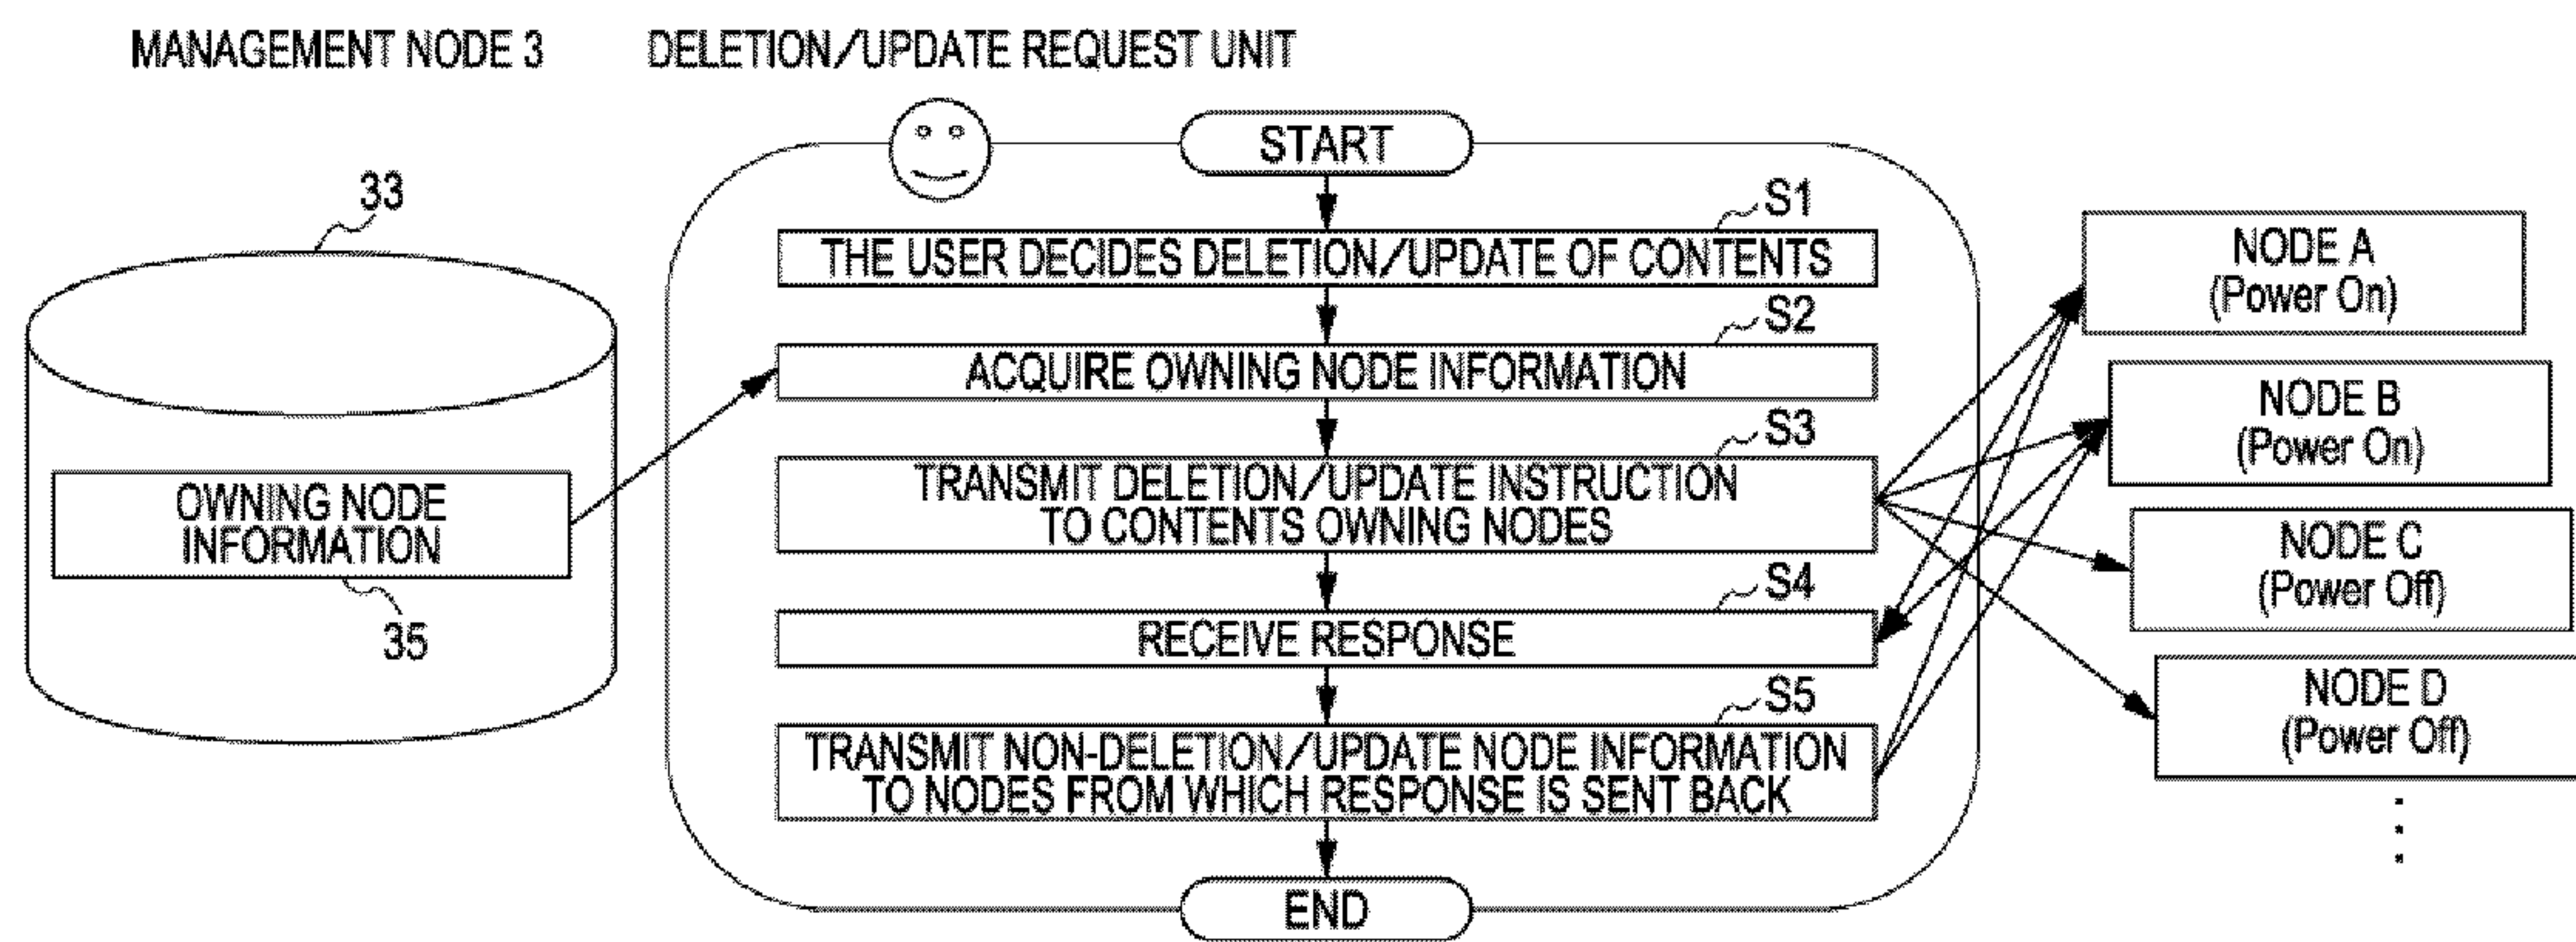 MANAGEMENT NODE 3
DELETION/UPDATE REQUEST UNIT
START
33
S1
THE USER DECIDES DELETION/UPDATE OF CONTENTS
S2
ACQUIRE OWNING NODE INFORMATION
OWNING NODE
INFORMATION
35
S3
TRANSMIT DELETION/UPDATE INSTRUCTION
TO CONTENTS OWNING NODES
S4
RECEIVE RESPONSE
S5
TRANSMIT NON-DELETION/UPDATE NODE INFORMATION
TO NODES FROM WHICH RESPONSE IS SENT BACK
END
NODE A
(Power On)
NODE B
(Power On)
NODE C
(Power Off)
NODE D
(Power Off)